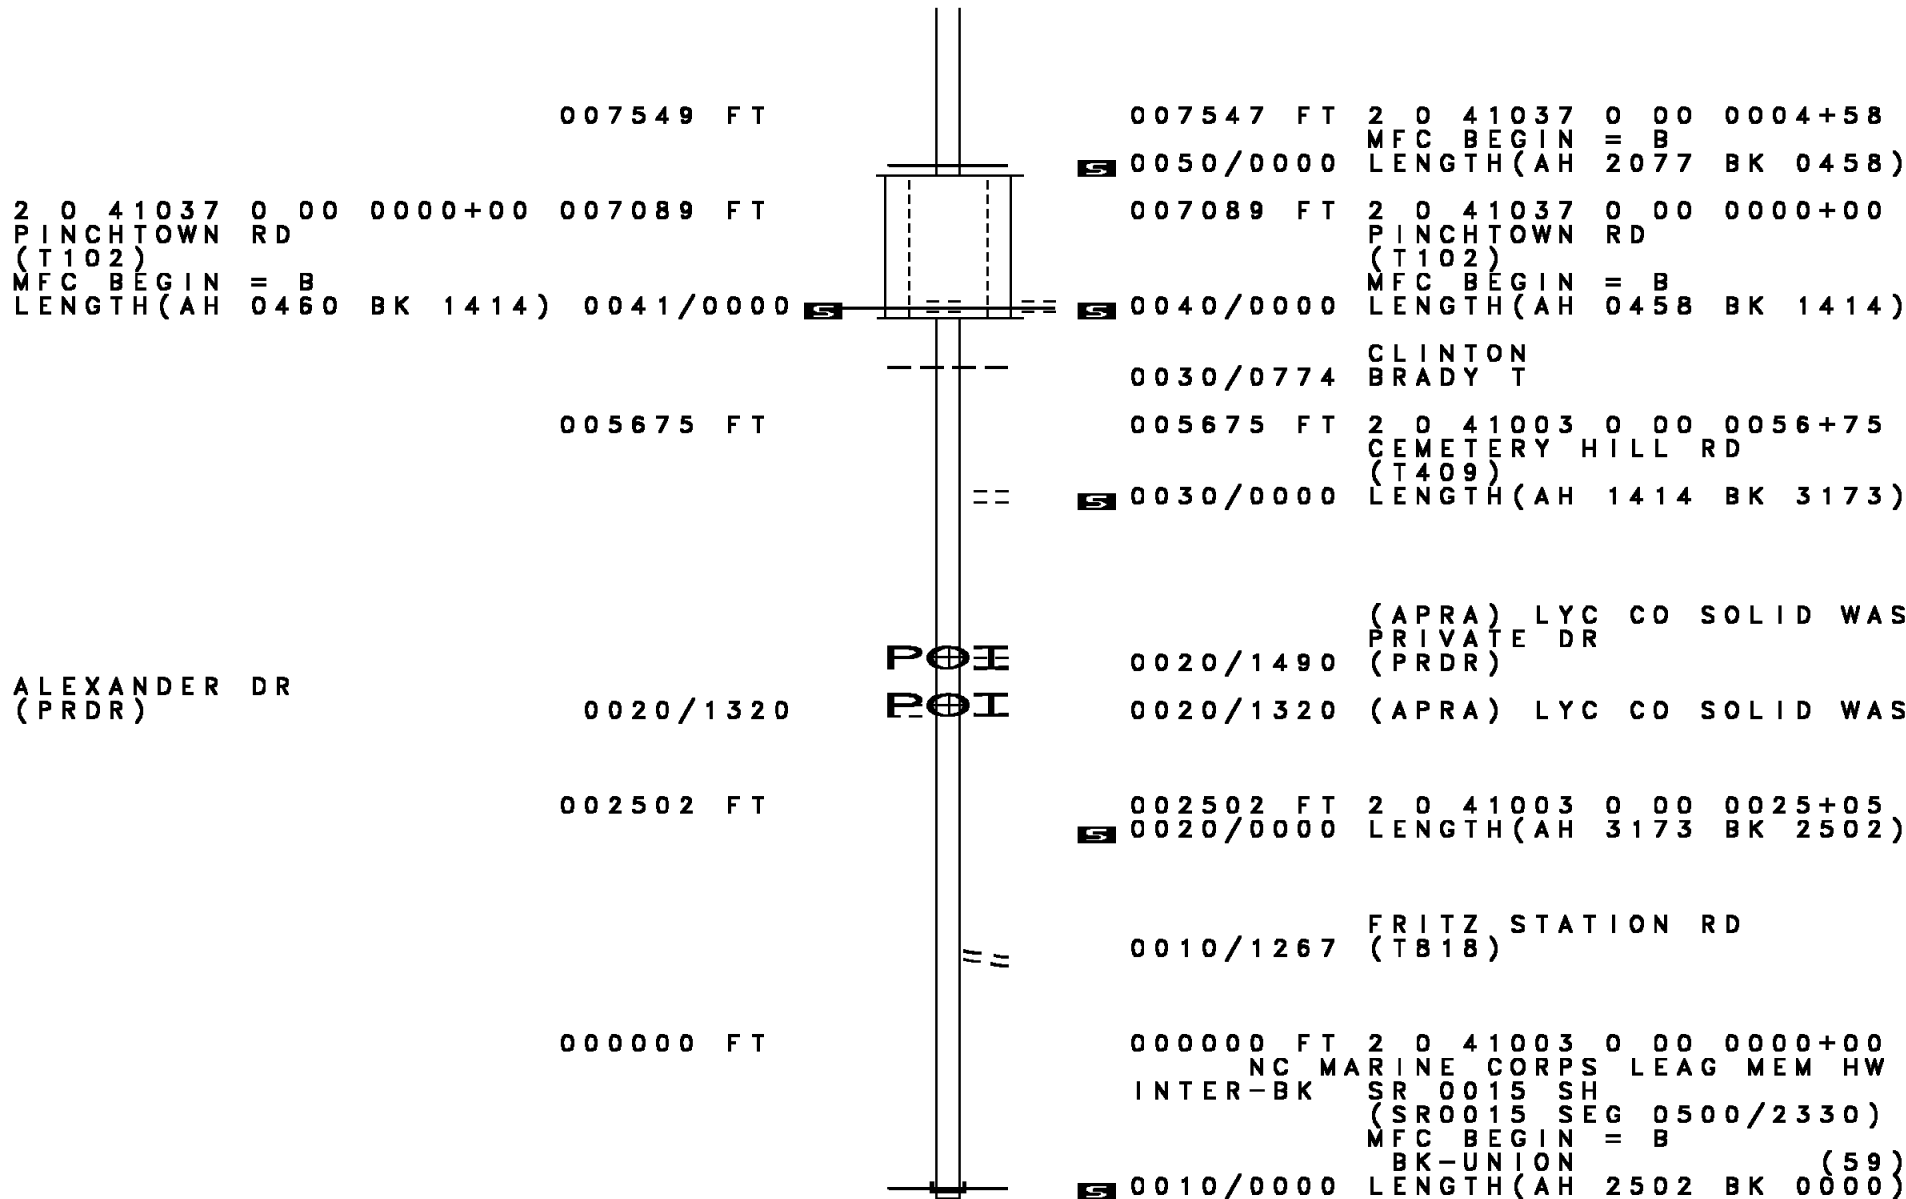 007549 FT 007547 FT 2 0 41037 0 00 0004+58
MFC BEGIN = B
S 0050/0000 LENGTH(AH 2077 BK 0458)
2 0 41037 0 00 0000+00 007089 FT 007089 FT 2 0 41037 0 00 0000+00
PINCHTOWN RD PINCHTOWN RD
(T102) (T102)
MFC BEGIN = B MFC BEGIN = B
LENGTH(AH 0460 BK 1414) 0041/0000 S S 0040/0000 LENGTH(AH 0458 BK 1414)
CLINTON
0030/0774 BRADY T
005675 FT 005675 FT 2 0 41003 0 00 0056+75
CEMETERY HILL RD
(T409)
S 0030/0000 LENGTH(AH 1414 BK 3173)
(APRA) LYC CO SOLID WAS
PRIVATE DR
POI 0020/1490 (PRDR)
ALEXANDER DR
(PRDR) 0020/1320 POI 0020/1320 (APRA) LYC CO SOLID WAS
002502 FT 002502 FT 2 0 41003 0 00 0025+05
S 0020/0000 LENGTH(AH 3173 BK 2502)
FRITZ STATION RD
0010/1267 (T818)
000000 FT 000000 FT 2 0 41003 0 00 0000+00
NC MARINE CORPS LEAG MEM HW
INTER-BK SR 0015 SH
(SR0015 SEG 0500/2330)
MFC BEGIN = B
BK-UNION (59)
S 0010/0000 LENGTH(AH 2502 BK 0000)